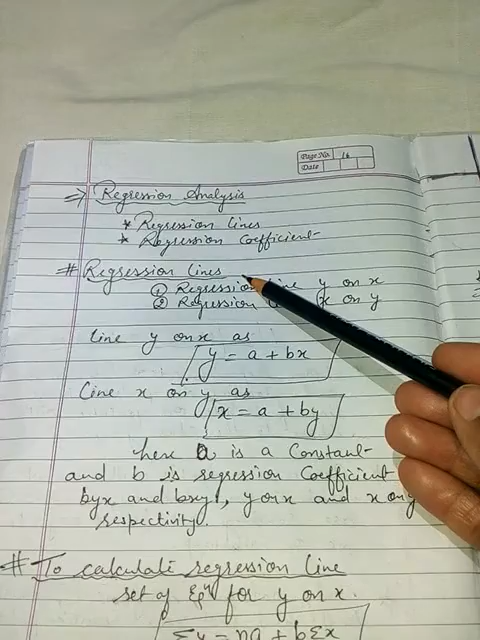 Page No. 16
Date
⇒ Regression Analysis
* Regression lines
* Regression Coefficient
# Regression lines
① Regression line y on x
② Regression x on y
line y on x as
y = a + bx
line x on y as
x = a + by
here a is a Constant
and b is regression Coefficient
byx and bxy, y on x and x on y
respectivity.
# To calculate regression line
set of Eqn for y on x.
Σy = na + bΣx